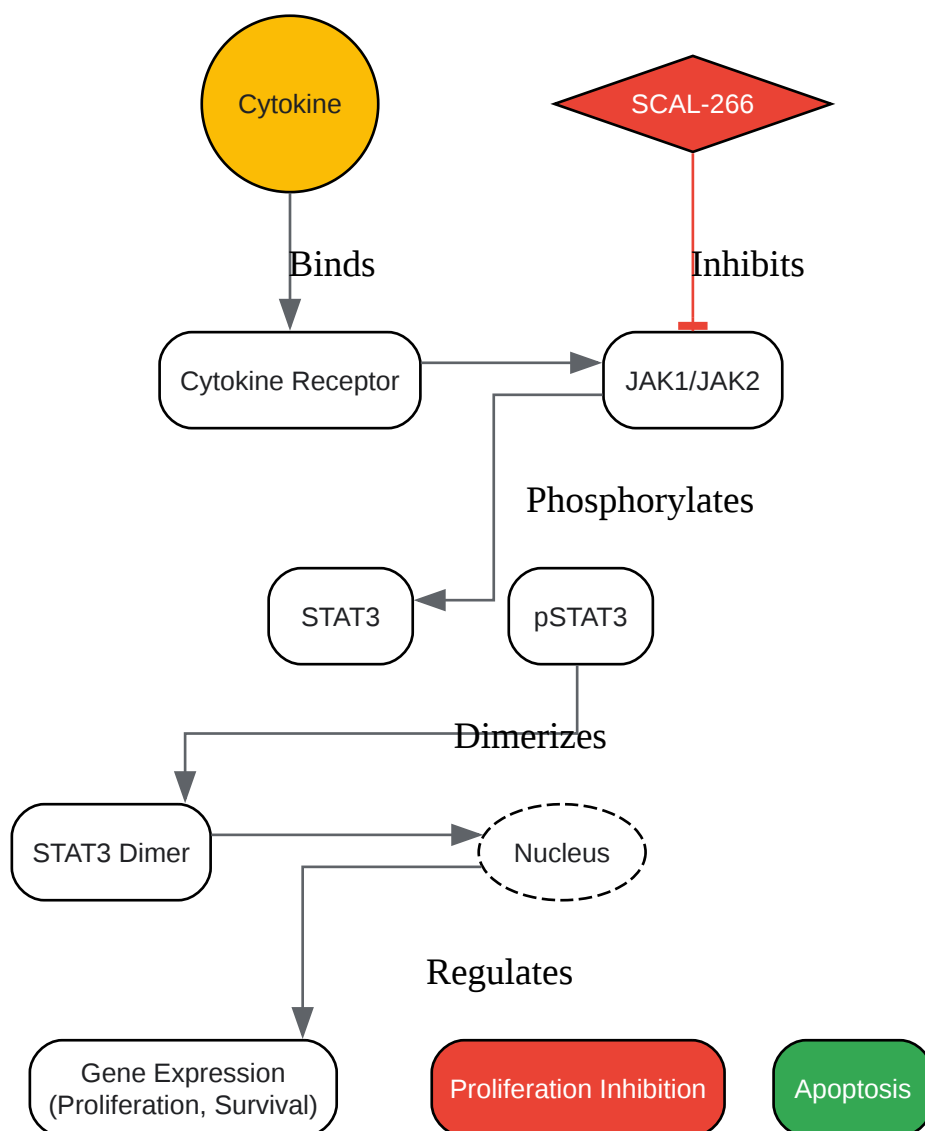 Cytokine
SCAL-266
Binds
Inhibits
Cytokine Receptor
JAK1/JAK2
Phosphorylates
STAT3
pSTAT3
Dimerizes
STAT3 Dimer
Nucleus
Regulates
Gene Expression
(Proliferation, Survival)
Proliferation Inhibition
Apoptosis